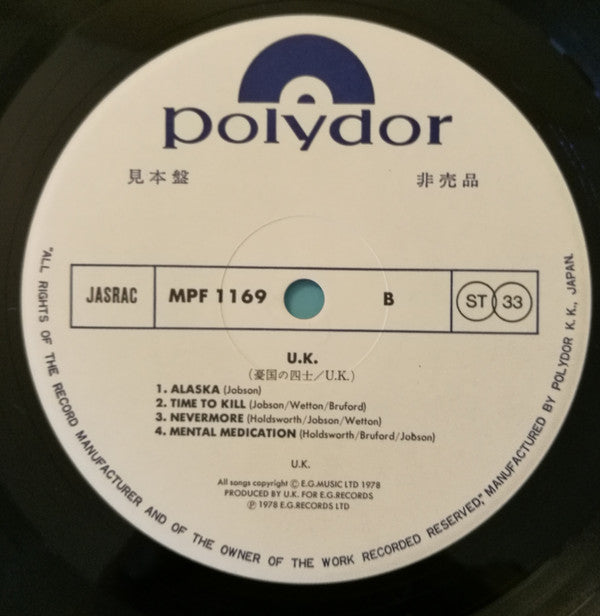 polydor
見本盤
非売品
JASRAC
MPF 1169
B
ST 33
U.K.
(憂国の四士/U.K.)
1. ALASKA (Jobson)
2. TIME TO KILL (Jobson/Wetton/Bruford)
3. NEVERMORE (Holdsworth/Jobson/Wetton)
4. MENTAL MEDICATION (Holdsworth/Bruford/Jobson)
U.K.
All songs copyright Ⓒ E.G.MUSIC LTD 1978
PRODUCED BY U.K. FOR E.G.RECORDS
Ⓟ 1978 E.G.RECORDS LTD
"ALL RIGHTS OF THE RECORD MANUFACTURER AND OF THE OWNER OF THE WORK RECORDED RESERVED," MANUFACTURED BY POLYDOR K.K., JAPAN.